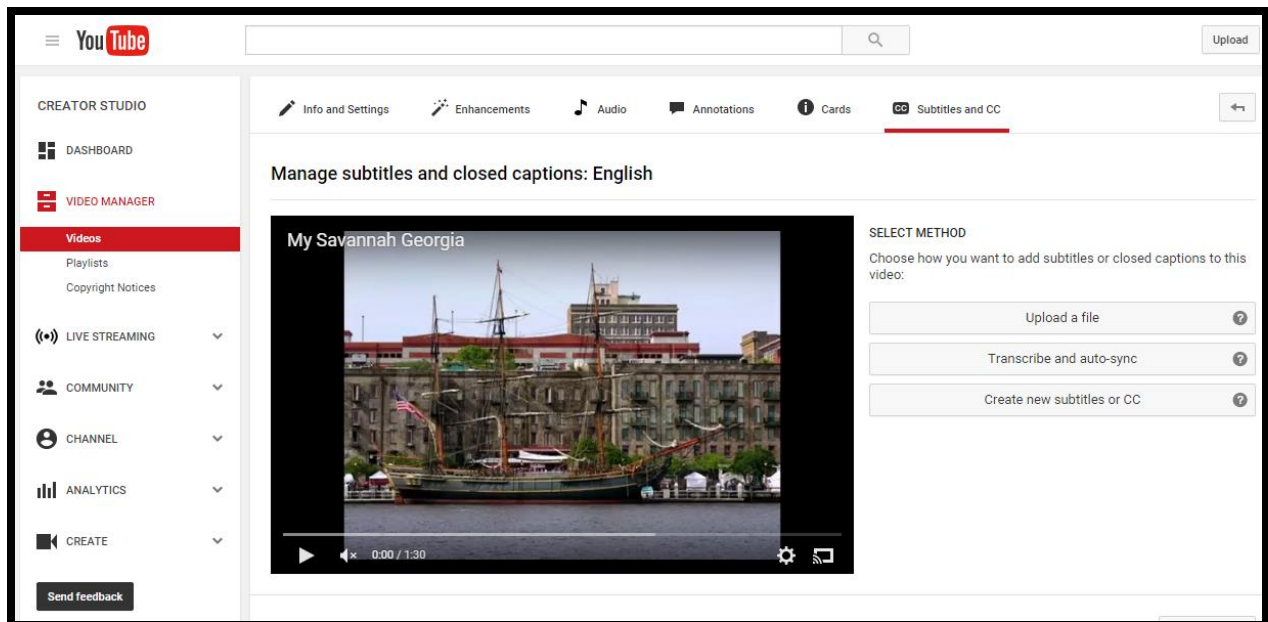 YouTube
Upload
CREATOR STUDIO
DASHBOARD
VIDEO MANAGER
Videos
Playlists
Copyright Notices
LIVE STREAMING
COMMUNITY
CHANNEL
ANALYTICS
CREATE
Send feedback
Info and Settings
Enhancements
Audio
Annotations
Cards
CC Subtitles and CC
Manage subtitles and closed captions: English
My Savannah Georgia
0:00 / 1:30
SELECT METHOD
Choose how you want to add subtitles or closed captions to this
video:
Upload a file
Transcribe and auto-sync
Create new subtitles or CC